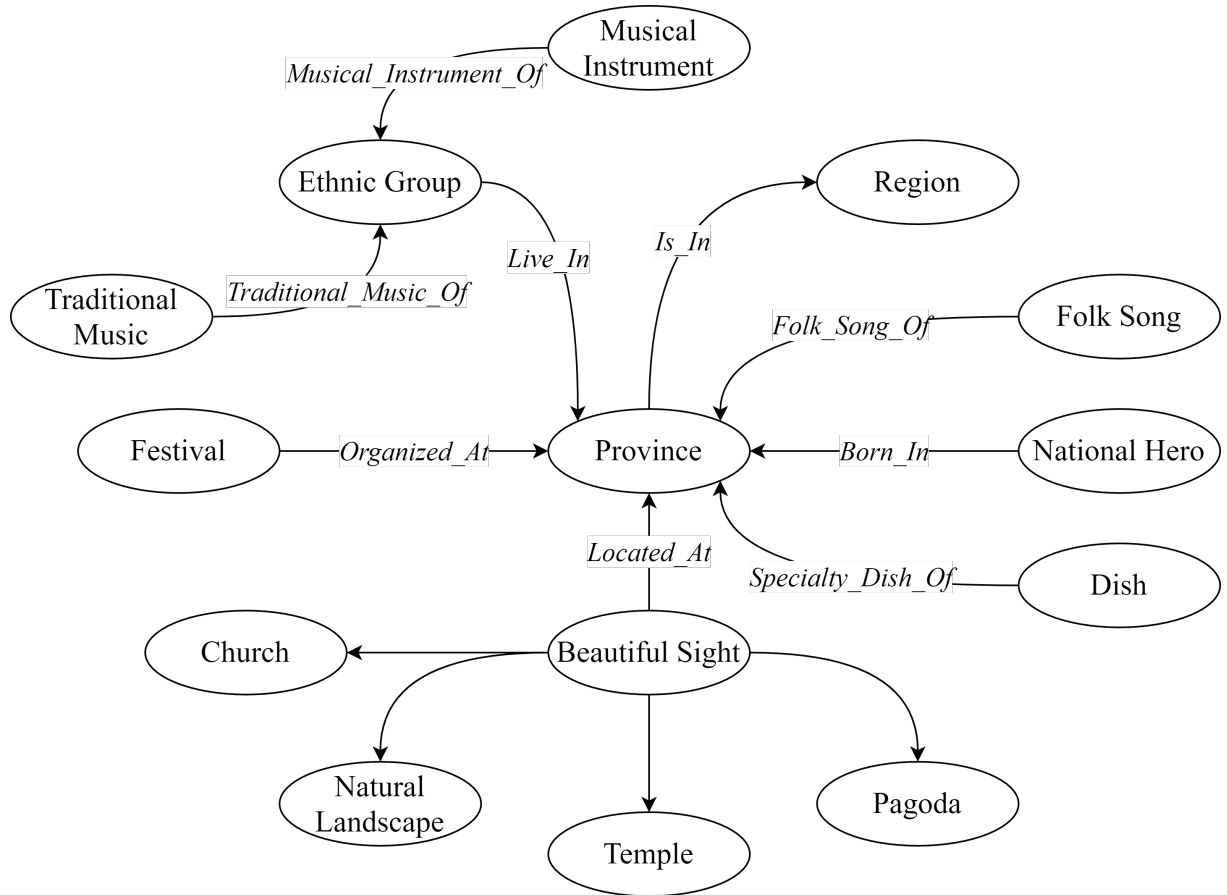 Musical
Instrument
Musical_Instrument_Of
Ethnic Group
Region
Live_In
Is_In
Traditional
Music
Traditional_Music_Of
Folk_Song_Of
Folk Song
Festival
Organized_At
Province
Born_In
National Hero
Located_At
Specialty_Dish_Of
Dish
Church
Beautiful Sight
Natural
Landscape
Temple
Pagoda